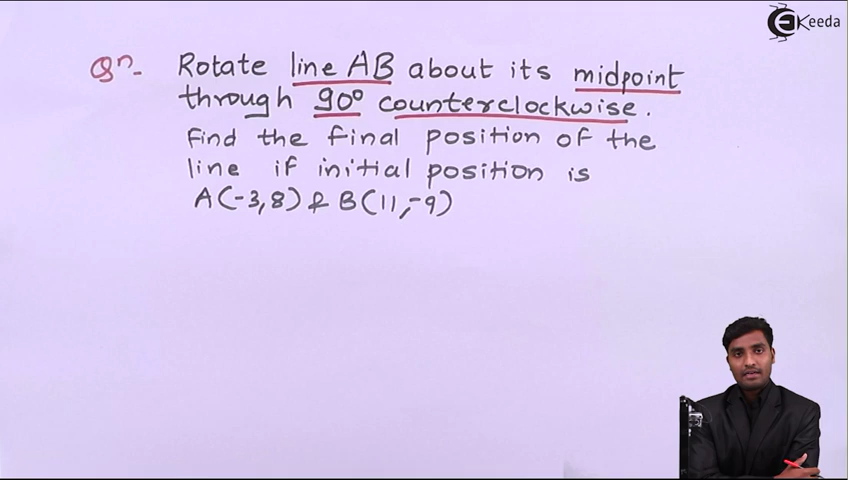 EKeeda
Qn. Rotate line AB about its midpoint
through 90° counterclockwise.
Find the final position of the
line if initial position is
A(-3,8) & B(11,-9)